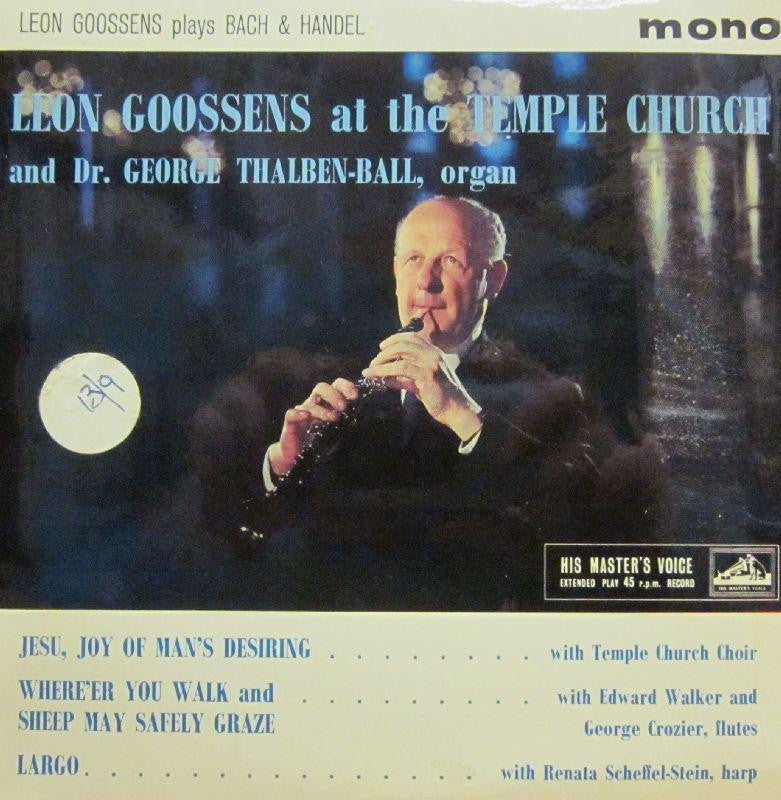 LEON GOOSSENS plays BACH & HANDEL
mono
LEON GOOSSENS at the TEMPLE CHURCH
and Dr. GEORGE THALBEN-BALL, organ
13/9
HIS MASTER'S VOICE
EXTENDED PLAY 45 r.p.m. RECORD
HIS MASTER'S VOICE
JESU, JOY OF MAN'S DESIRING . . . . . . . . with Temple Church Choir
WHERE'ER YOU WALK and . . . . . . . . . with Edward Walker and
SHEEP MAY SAFELY GRAZE George Crozier, flutes
LARGO. . . . . . . . . . . . . . . . with Renata Scheffel-Stein, harp